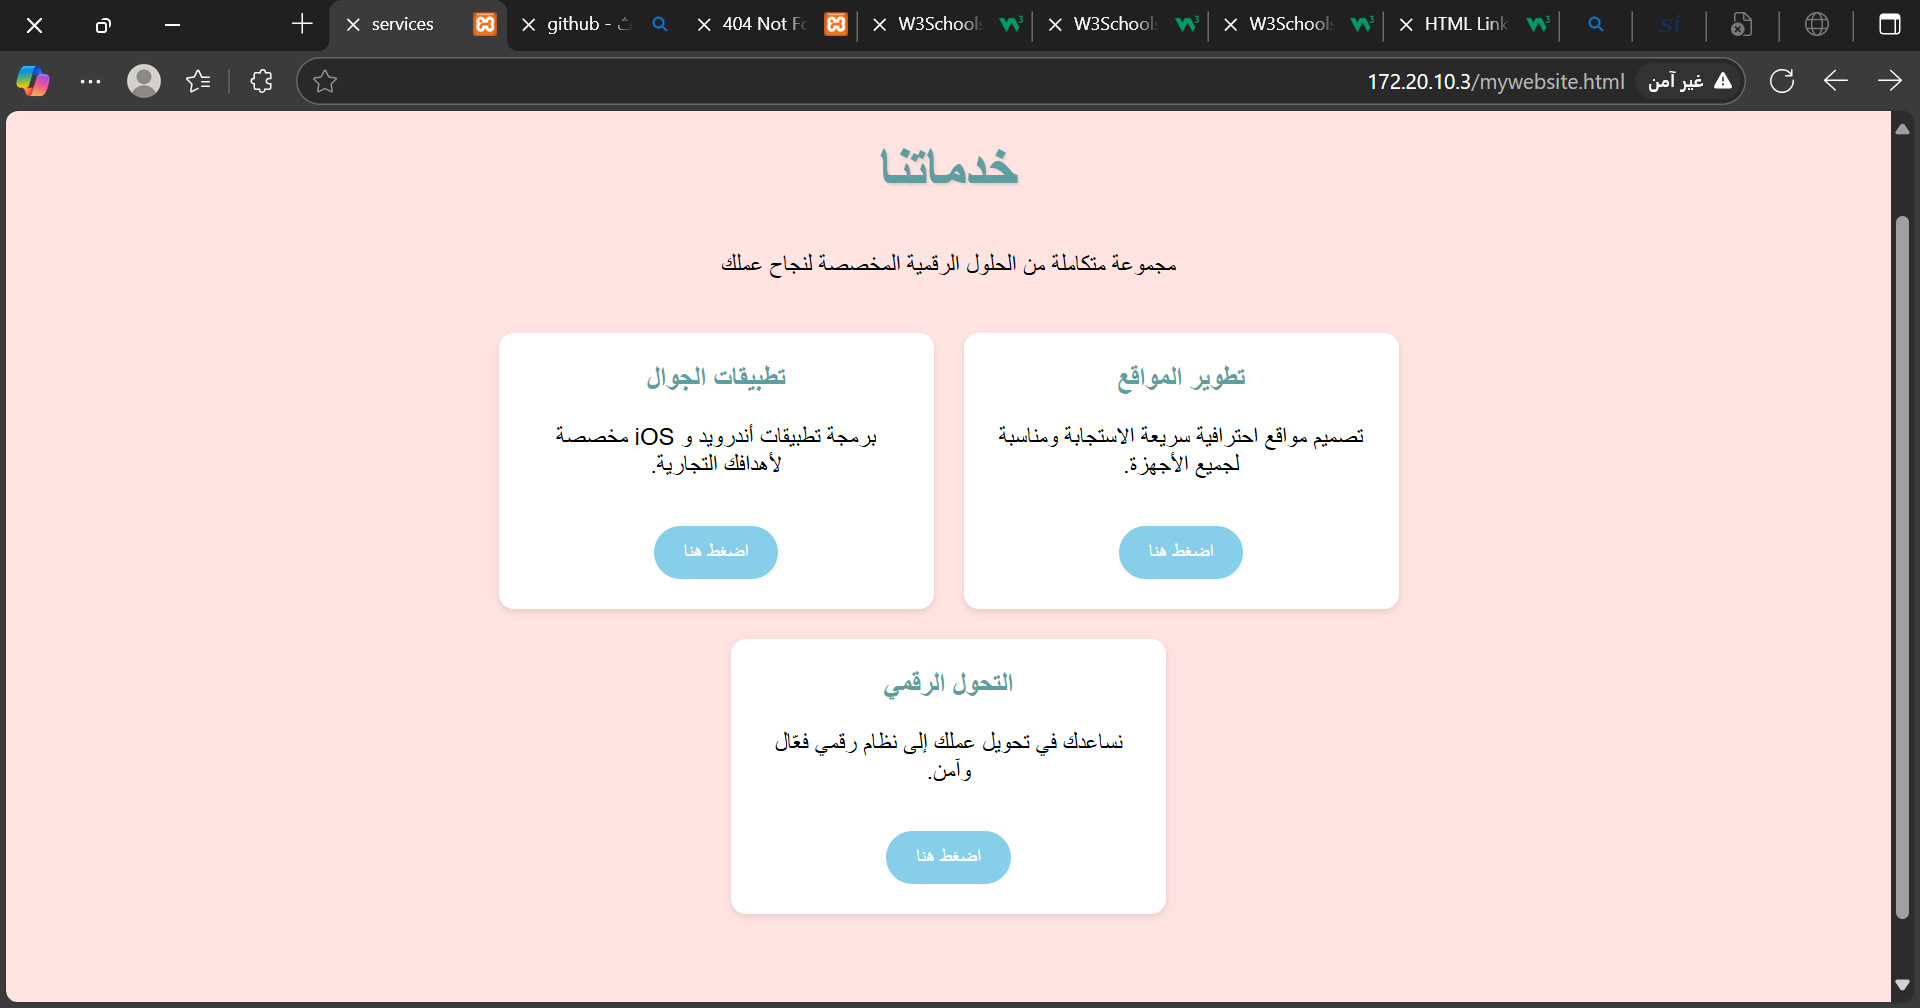 services
github - ث
404 Not Fo
W3Schools
W3Schools
W3Schools
HTML Link
si
172.20.10.3/mywebsite.html
غير آمن
خدماتنا
مجموعة متكاملة من الحلول الرقمية المخصصة لنجاح عملك
تطوير المواقع
تصميم مواقع احترافية سريعة الاستجابة ومناسبة
لجميع الأجهزة.
اضغط هنا
تطبيقات الجوال
برمجة تطبيقات أندرويد و iOS مخصصة
لأهدافك التجارية.
اضغط هنا
التحول الرقمي
نساعدك في تحويل عملك إلى نظام رقمي فعّال
وآمن.
اضغط هنا